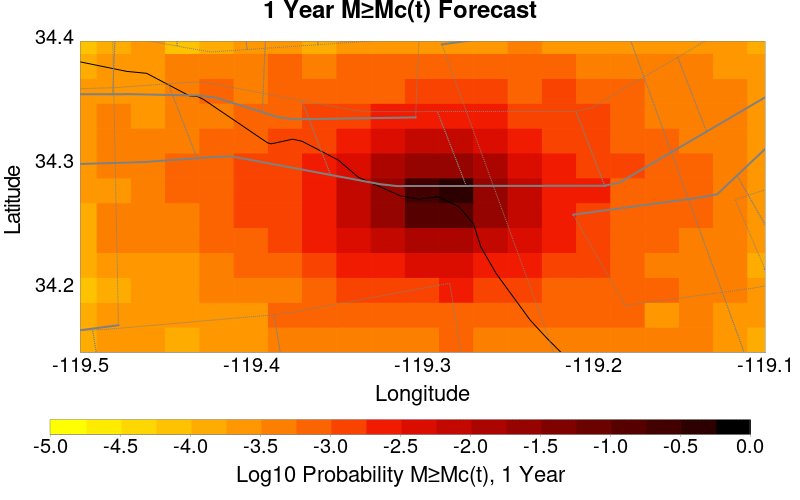 1 Year M≥Mc(t) Forecast
34.4
34.3
34.2
Latitude
-119.5 -119.4 -119.3 -119.2 -119.1
Longitude
-5.0 -4.5 -4.0 -3.5 -3.0 -2.5 -2.0 -1.5 -1.0 -0.5 0.0
Log10 Probability M≥Mc(t), 1 Year